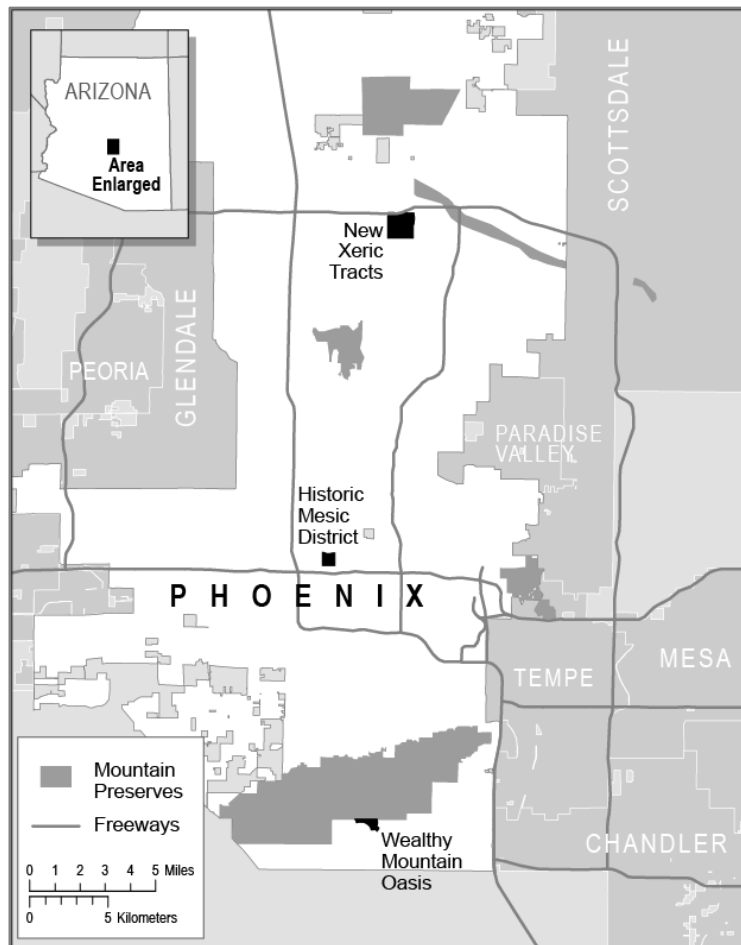 ARIZONA
Area
Enlarged
SCOTTSDALE
New
Xeric
Tracts
GLENDALE
PEORIA
PARADISE
VALLEY
Historic
Mesic
District
PHOENIX
TEMPE
MESA
Mountain
Preserves
Freeways
0 1 2 3 4 5 Miles
0 5 Kilometers
Wealthy
Mountain
Oasis
CHANDLER